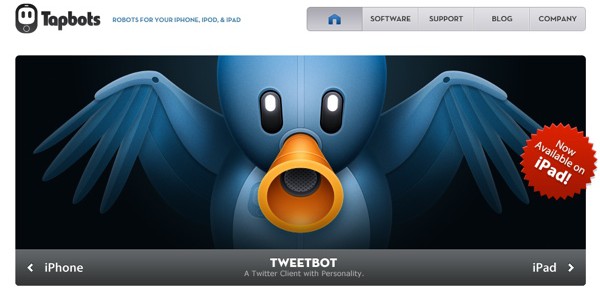 Tapbots
ROBOTS FOR YOUR IPHONE, IPOD, & IPAD
SOFTWARE
SUPPORT
BLOG
COMPANY
Now
Available on
iPad!
iPhone
TWEETBOT
A Twitter Client with Personality.
iPad